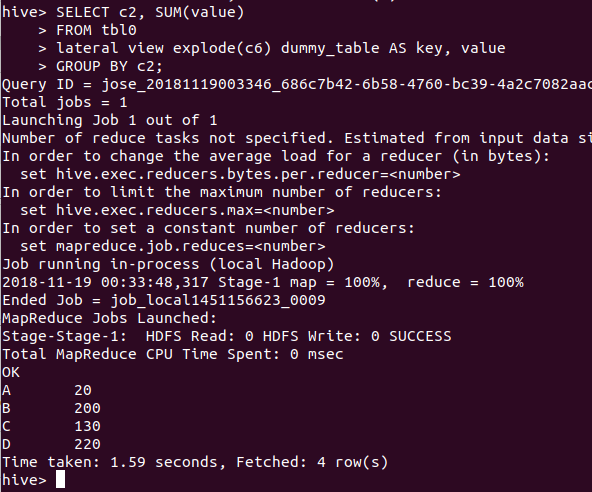 hive> SELECT c2, SUM(value)
    > FROM tbl0
    > lateral view explode(c6) dummy_table AS key, value
    > GROUP BY c2;
Query ID = jose_20181119003346_686c7b42-6b58-4760-bc39-4a2c7082aac
Total jobs = 1
Launching Job 1 out of 1
Number of reduce tasks not specified. Estimated from input data si
In order to change the average load for a reducer (in bytes):
  set hive.exec.reducers.bytes.per.reducer=<number>
In order to limit the maximum number of reducers:
  set hive.exec.reducers.max=<number>
In order to set a constant number of reducers:
  set mapreduce.job.reduces=<number>
Job running in-process (local Hadoop)
2018-11-19 00:33:48,317 Stage-1 map = 100%,  reduce = 100%
Ended Job = job_local1451156623_0009
MapReduce Jobs Launched:
Stage-Stage-1:  HDFS Read: 0 HDFS Write: 0 SUCCESS
Total MapReduce CPU Time Spent: 0 msec
OK
A       20
B       200
C       130
D       220
Time taken: 1.59 seconds, Fetched: 4 row(s)
hive>